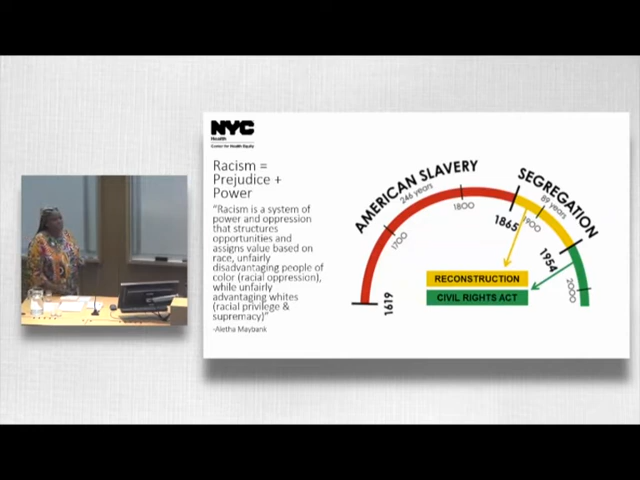 NYC
Health
Center for Health Equity
Racism =
Prejudice +
Power
“Racism is a system of
power and oppression
that structures
opportunities and
assigns value based on
race, unfairly
disadvantaging people of
color (racial oppression),
while unfairly
advantaging whites
(racial privilege &
supremacy)”
-Aletha Maybank
AMERICAN SLAVERY
246 years
SEGREGATION
89 years
1619
1700
1800
1865
1900
1954
2000
RECONSTRUCTION
CIVIL RIGHTS ACT